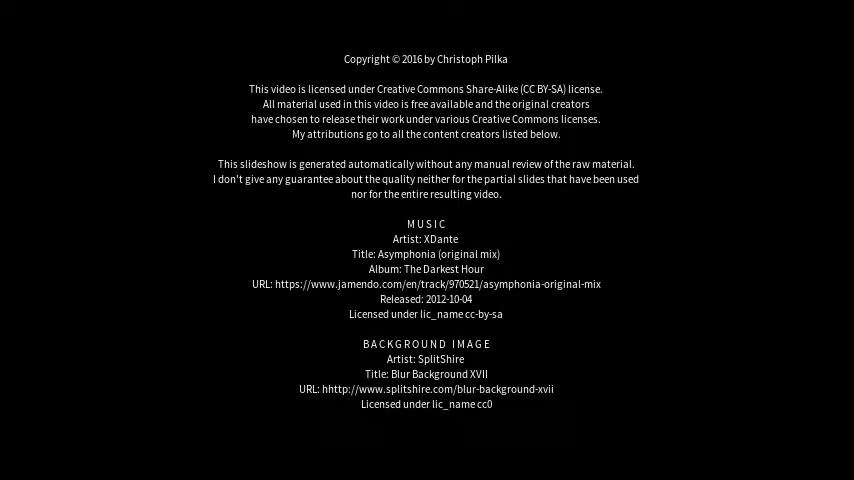 Copyright © 2016 by Christoph Pilka
This video is licensed under Creative Commons Share-Alike (CC BY-SA) license.
All material used in this video is free available and the original creators
have chosen to release their work under various Creative Commons licenses.
My attributions go to all the content creators listed below.
This slideshow is generated automatically without any manual review of the raw material.
I don't give any guarantee about the quality neither for the partial slides that have been used
nor for the entire resulting video.
MUSIC
Artist: XDante
Title: Asymphonia (original mix)
Album: The Darkest Hour
URL: https://www.jamendo.com/en/track/970521/asymphonia-original-mix
Released: 2012-10-04
Licensed under lic_name cc-by-sa
BACKGROUND IMAGE
Artist: SplitShire
Title: Blur Background XVII
URL: hhttp://www.splitshire.com/blur-background-xvii
Licensed under lic_name cc0